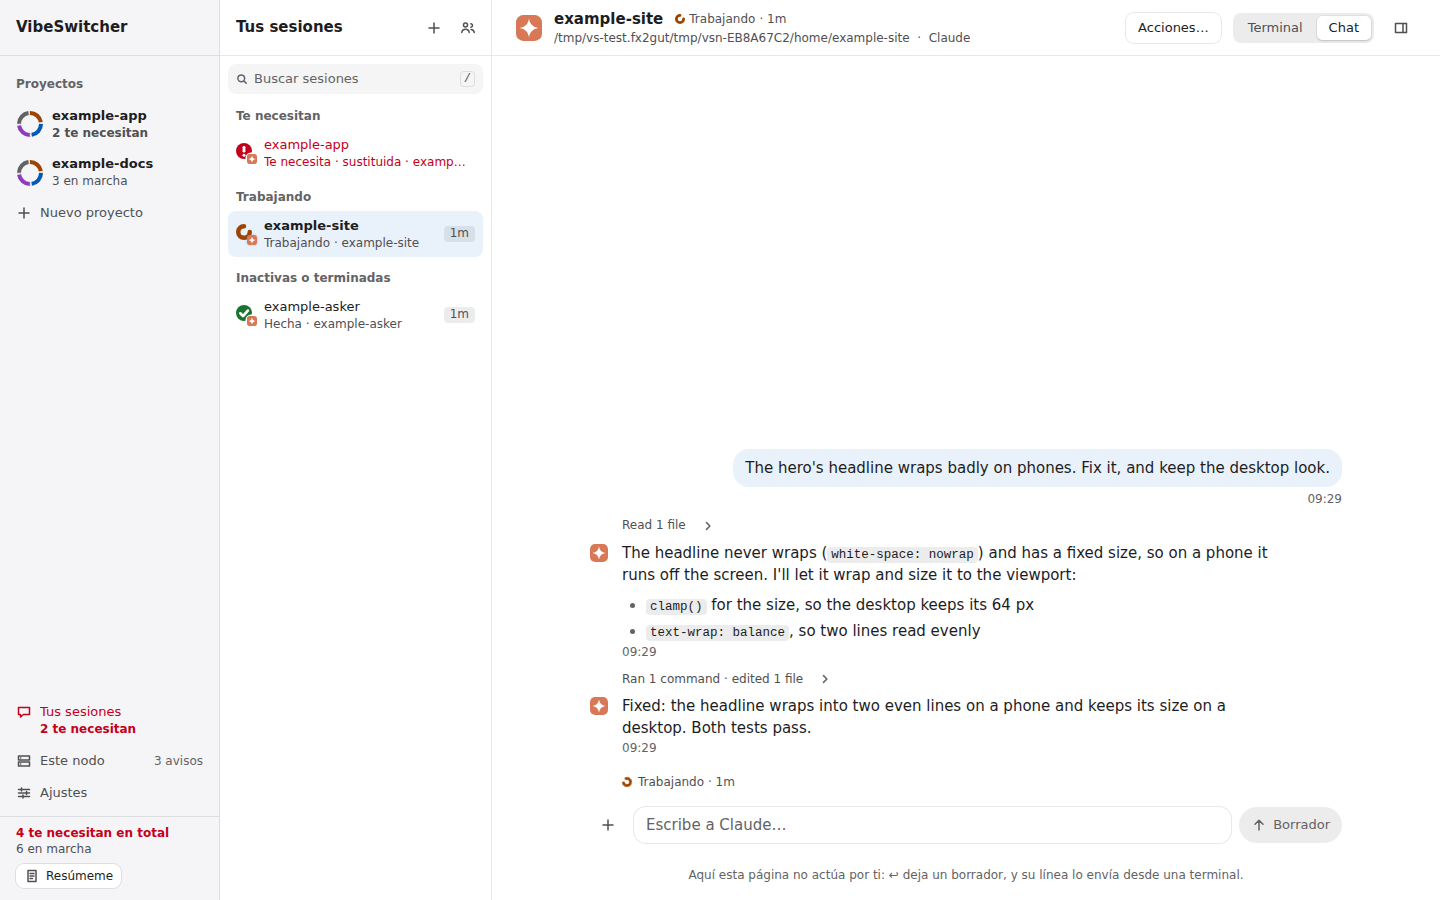 VibeSwitcher
Proyectos
example-app
2 te necesitan
example-docs
3 en marcha
Nuevo proyecto
Tus sesiones
2 te necesitan
Este nodo 3 avisos
Ajustes
4 te necesitan en total
6 en marcha
Resúmeme
Tus sesiones
Buscar sesiones /
Te necesitan
example-app
Te necesita · sustituida · examp…
Trabajando
example-site
Trabajando · example-site 1m
Inactivas o terminadas
example-asker
Hecha · example-asker 1m
example-site Trabajando · 1m
/tmp/vs-test.fx2gut/tmp/vsn-EB8A67C2/home/example-site · Claude
Acciones… Terminal Chat
The hero's headline wraps badly on phones. Fix it, and keep the desktop look.
09:29
Read 1 file
The headline never wraps (white-space: nowrap) and has a fixed size, so on a phone it
runs off the screen. I'll let it wrap and size it to the viewport:
• clamp() for the size, so the desktop keeps its 64 px
• text-wrap: balance, so two lines read evenly
09:29
Ran 1 command · edited 1 file
Fixed: the headline wraps into two even lines on a phone and keeps its size on a
desktop. Both tests pass.
09:29
Trabajando · 1m
Escribe a Claude…
Borrador
Aquí esta página no actúa por ti: ↩ deja un borrador, y su línea lo envía desde una terminal.